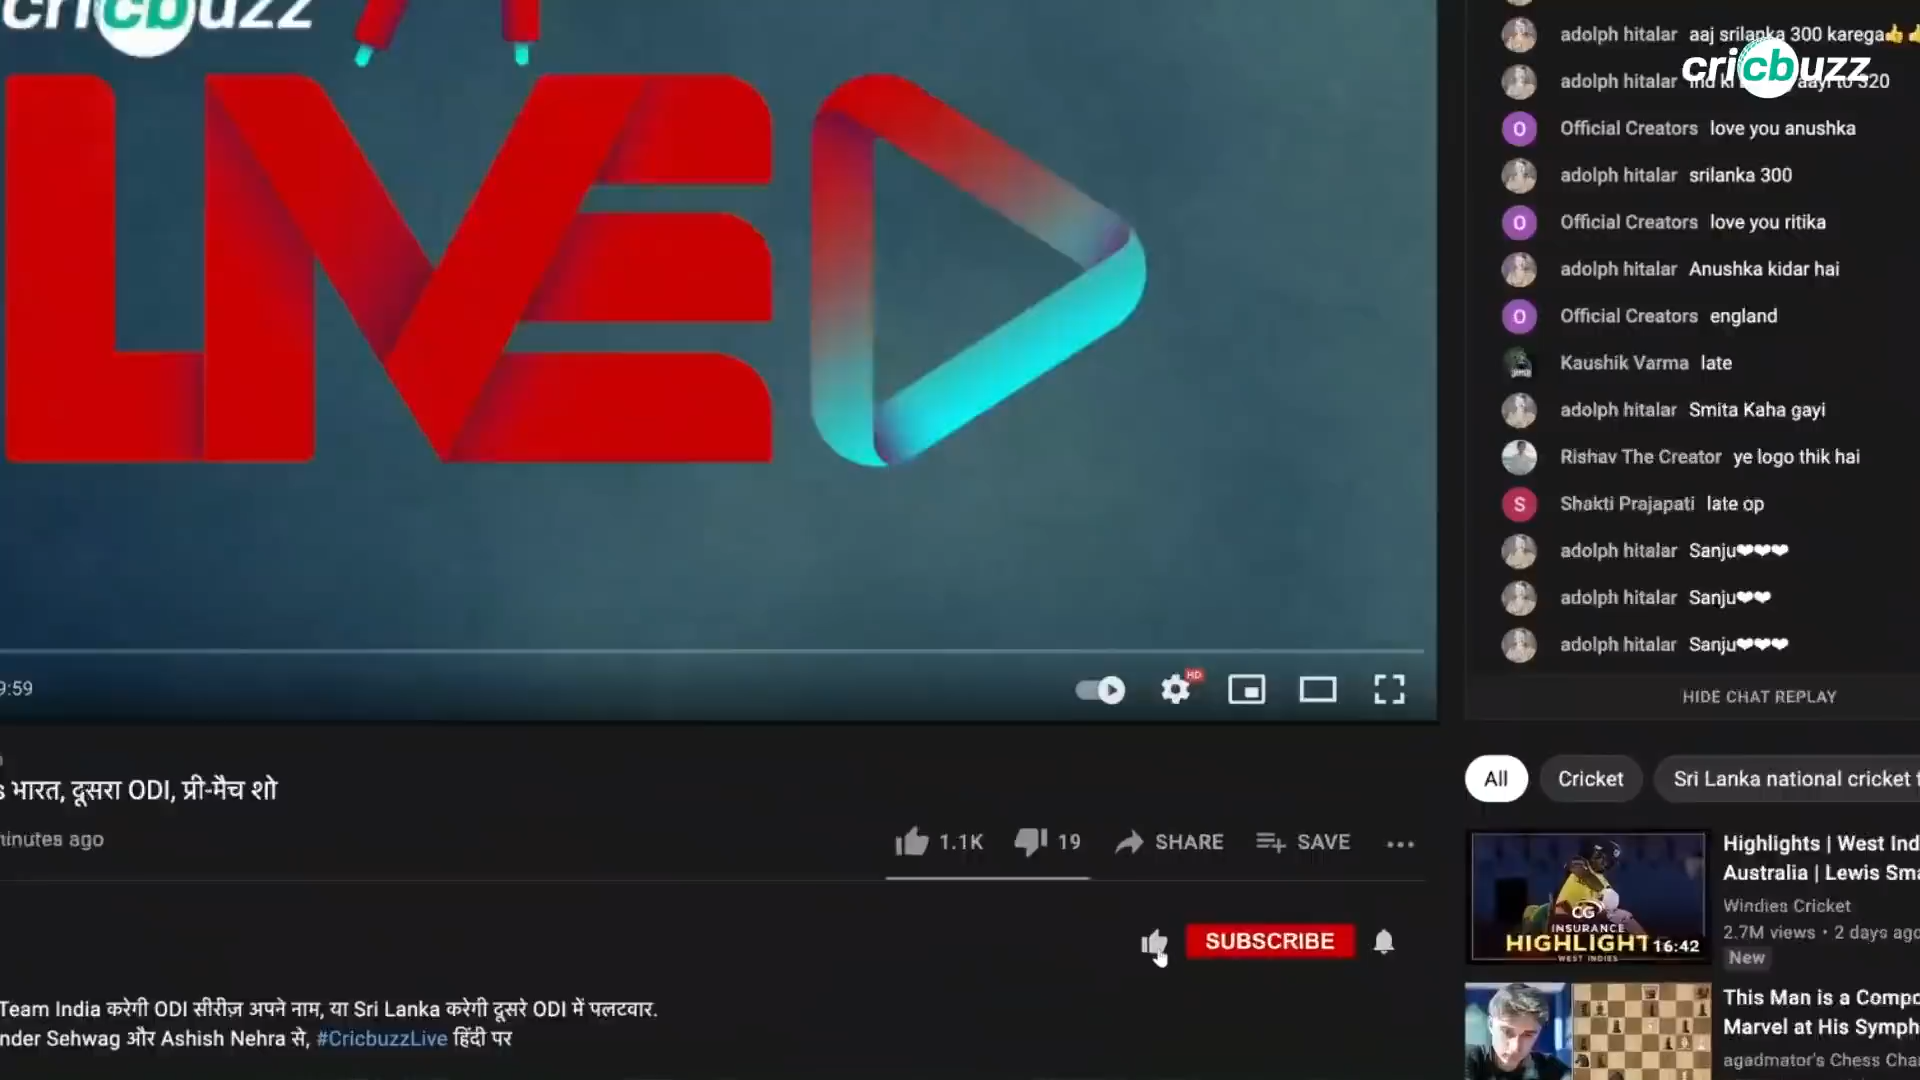 cricbuzz
LIVE
adolph hitalar aaj srilanka 300 karega👍
adolph hitalar to 320
cricbuzz
Official Creators love you anushka
adolph hitalar srilanka 300
Official Creators love you ritika
adolph hitalar Anushka kidar hai
Official Creators england
Kaushik Varma late
adolph hitalar Smita Kaha gayi
Rishav The Creator ye logo thik hai
Shakti Prajapati late op
adolph hitalar Sanju❤❤❤
adolph hitalar Sanju❤❤
adolph hitalar Sanju❤❤❤
HIDE CHAT REPLAY
9:59
HD
s भारत, दूसरा ODI, प्री-मैच शो
minutes ago
1.1K 19 SHARE SAVE
SUBSCRIBE
Team India करेगी ODI सीरीज़ अपने नाम, या Sri Lanka करेगी दूसरे ODI में पलटवार.
nder Sehwag और Ashish Nehra से, #CricbuzzLive हिंदी पर
All Cricket Sri Lanka national cricket
Highlights | West Ind
Australia | Lewis Sma
Windies Cricket
2.7M views • 2 days ago
New
CG
INSURANCE
HIGHLIGHT
WEST INDIES
16:42
This Man is a Compo
Marvel at His Symph
agadmator's Chess Cha